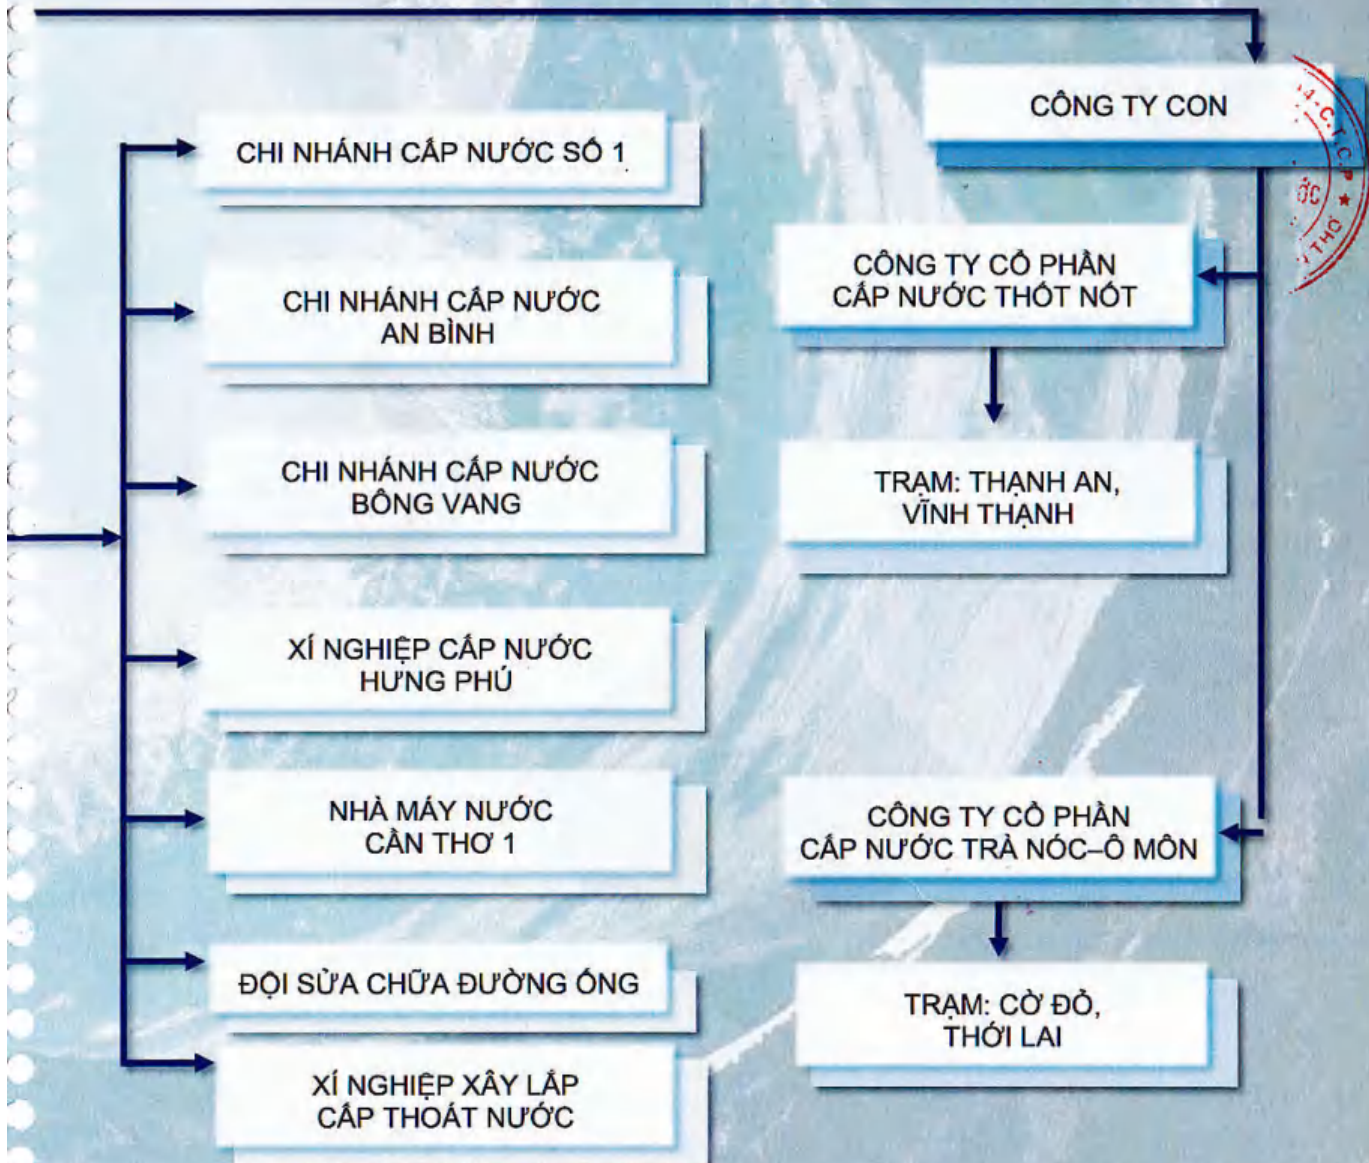 CÔNG TY CON
CHI NHÁNH CẤP NƯỚC SỐ 1
CÔNG TY CỔ PHẦN
CẤP NƯỚC THỐT NỐT
CHI NHÁNH CẤP NƯỚC
AN BÌNH
CHI NHÁNH CẤP NƯỚC
BÔNG VANG
TRẠM: THẠNH AN,
VĨNH THẠNH
XÍ NGHIỆP CẤP NƯỚC
HƯNG PHÚ
NHÀ MÁY NƯỚC
CẦN THƠ 1
CÔNG TY CỔ PHẦN
CẤP NƯỚC TRÀ NÓC–Ô MÔN
ĐỘI SỬA CHỮA ĐƯỜNG ỐNG
TRẠM: CỜ ĐỎ,
THỚI LAI
XÍ NGHIỆP XÂY LẮP
CẤP THOÁT NƯỚC
C.T.C.P